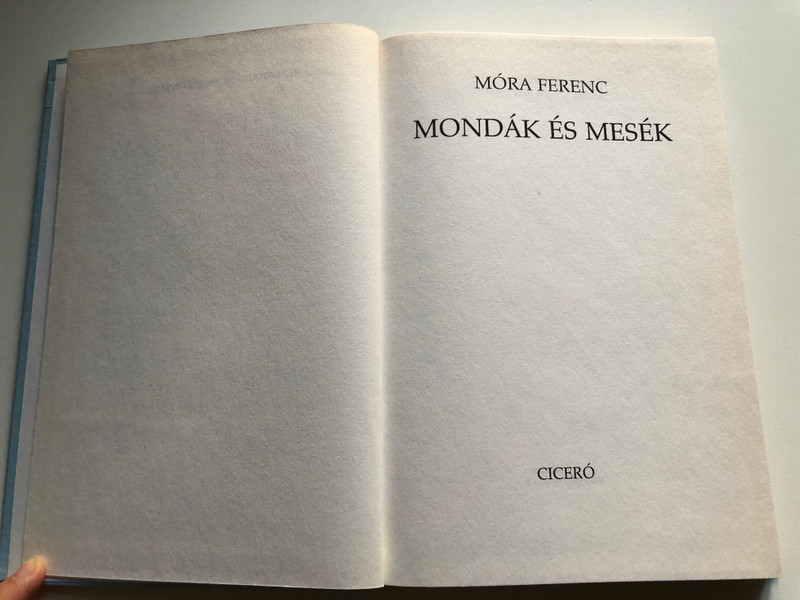 MÓRA FERENC
MONDÁK ÉS MESÉK
CICERÓ